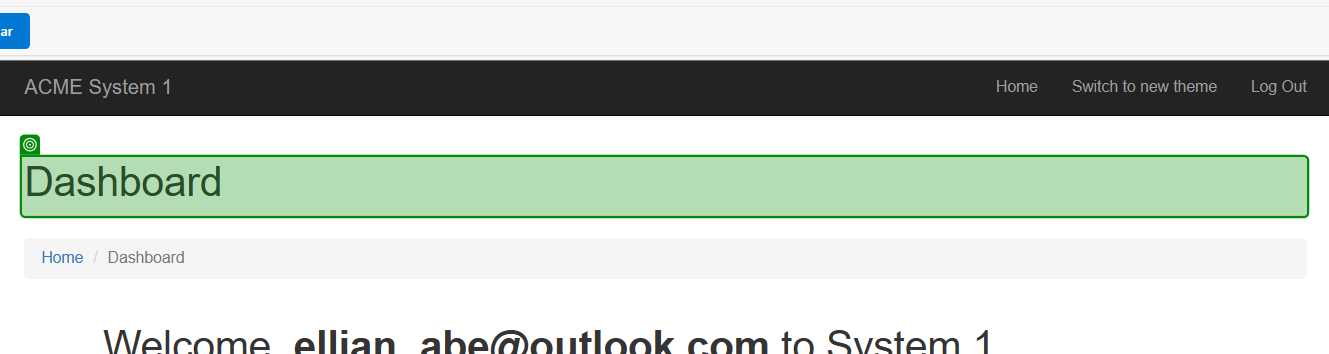 ar
ACME System 1 Home Switch to new theme Log Out
Dashboard
Home / Dashboard
Welcome, ellian_abe@outlook.com to System 1